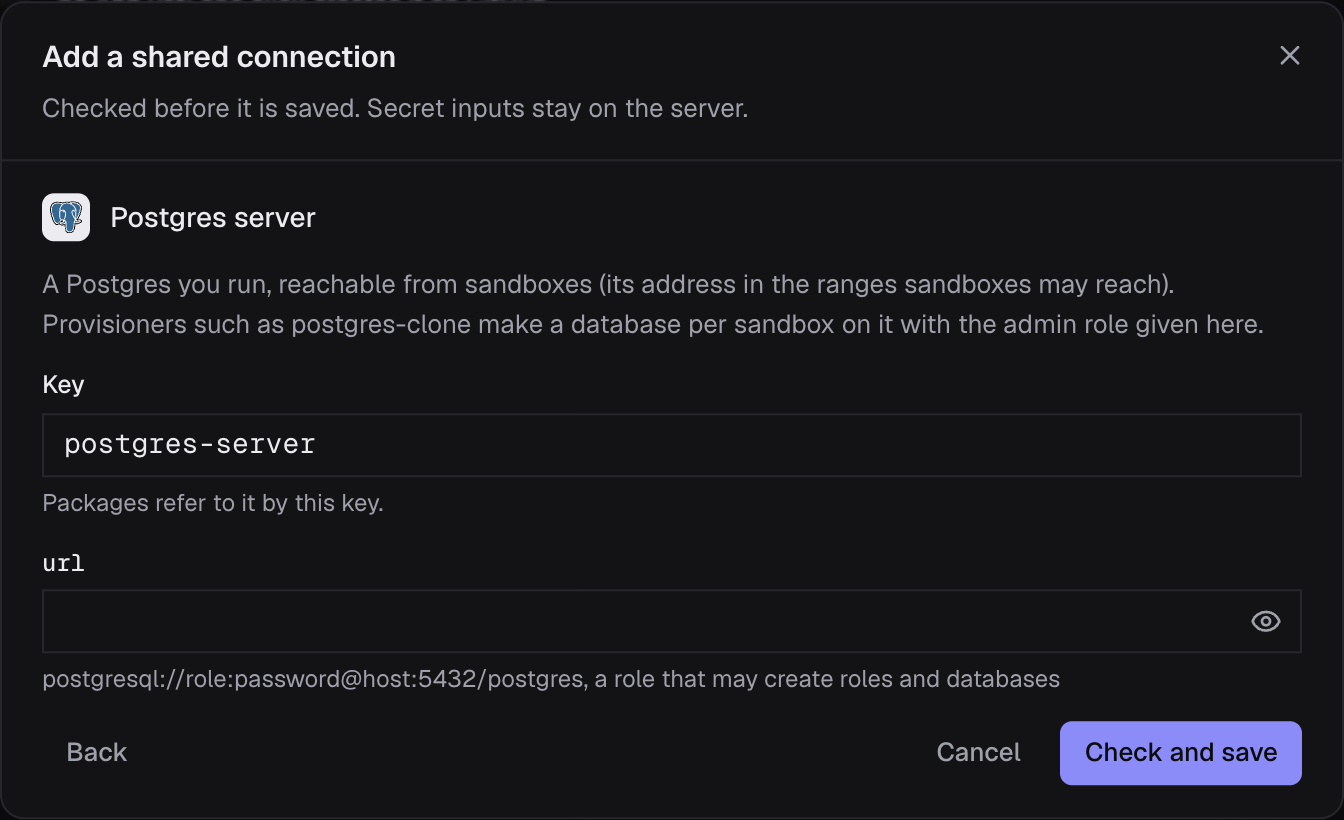 Add a shared connection
Checked before it is saved. Secret inputs stay on the server.
Postgres server
A Postgres you run, reachable from sandboxes (its address in the ranges sandboxes may reach).
Provisioners such as postgres-clone make a database per sandbox on it with the admin role given here.
Key
postgres-server
Packages refer to it by this key.
url
postgresql://role:password@host:5432/postgres, a role that may create roles and databases
Back
Cancel
Check and save